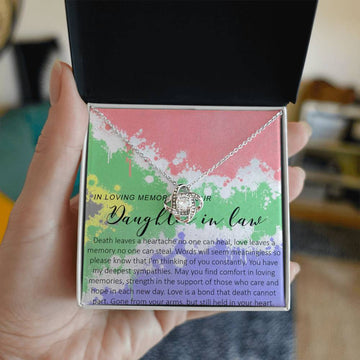 IN LOVING MEMORY
Daughter in law
Death leaves a heartache no one can heal, love leaves a
memory no one can steal. Words will seem meaningless so
please know that I'm thinking of you constantly. You have
my deepest sympathies. May you find comfort in loving
memories, strength in the support of those who care and
hope in each new day. Love is a bond that death cannot
part. Gone from your arms, but still held in your heart.